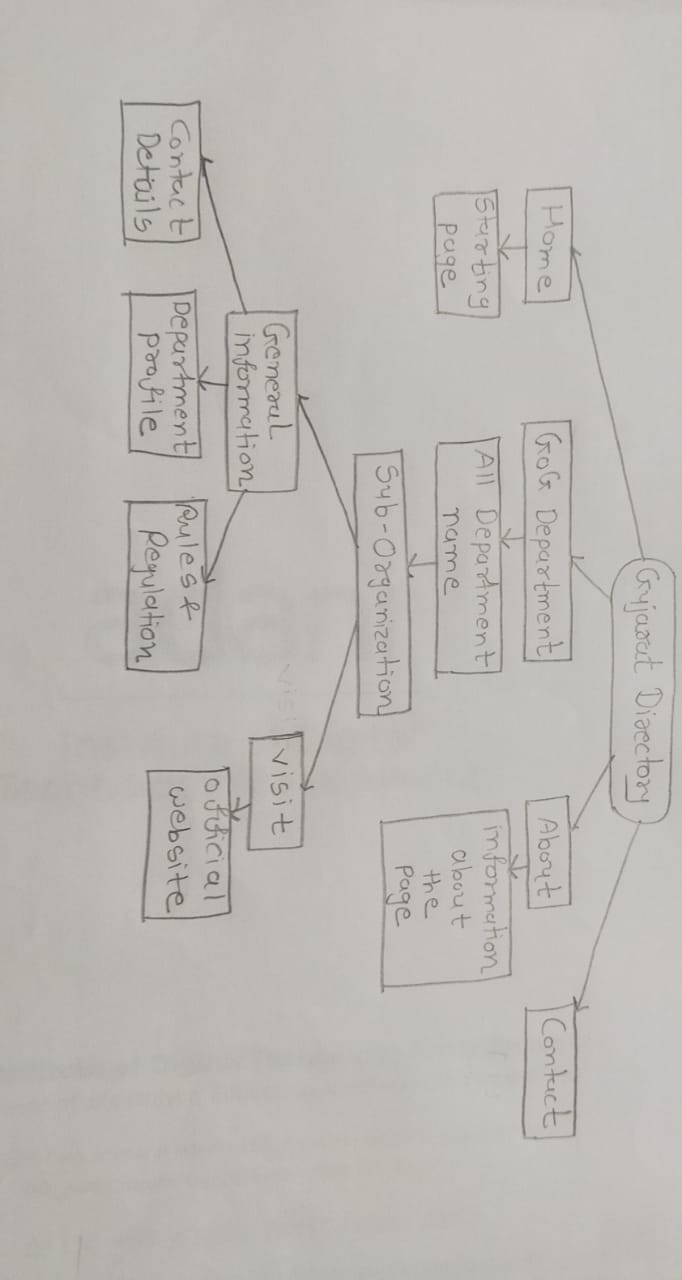 Gujarat Directory
Home
GoG Department
About
Contact
Starting
page
All Department
name
information
about
the
page
Sub-Organization
General
information
visit
Contact
Details
Department
profile
Rules &
Regulation
official
website